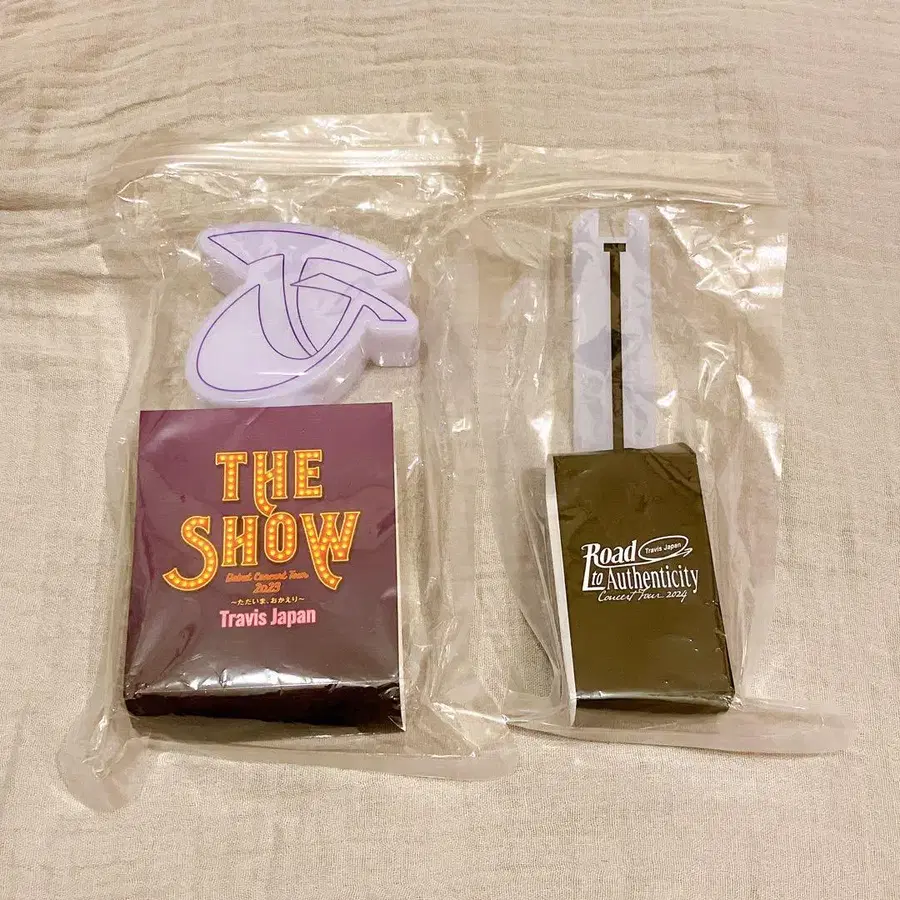 THE
SHOW
Debut Concert Tour
2023
~ただいま、おかえり~
Travis Japan
Road
Travis Japan
to Authenticity
Concert Tour 2024